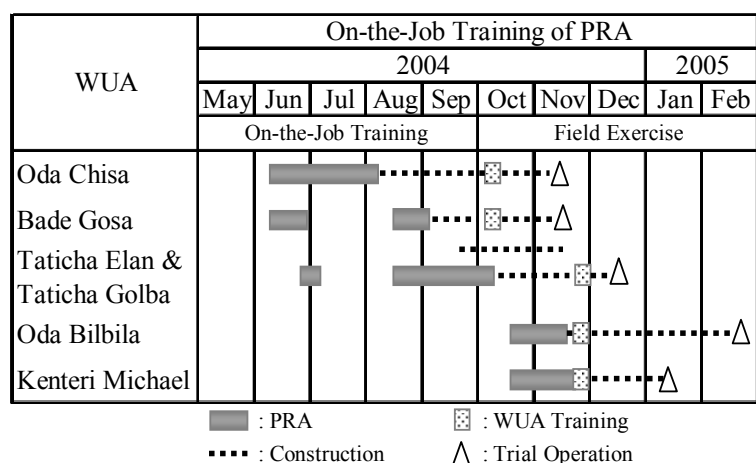 On-the-Job Training of PRA
WUA
2004 2005
May Jun Jul Aug Sep Oct Nov Dec Jan Feb
On-the-Job Training Field Exercise
Oda Chisa
Bade Gosa
Taticha Elan &
Taticha Golba
Oda Bilbila
Kenteri Michael
: PRA : WUA Training
: Construction : Trial Operation